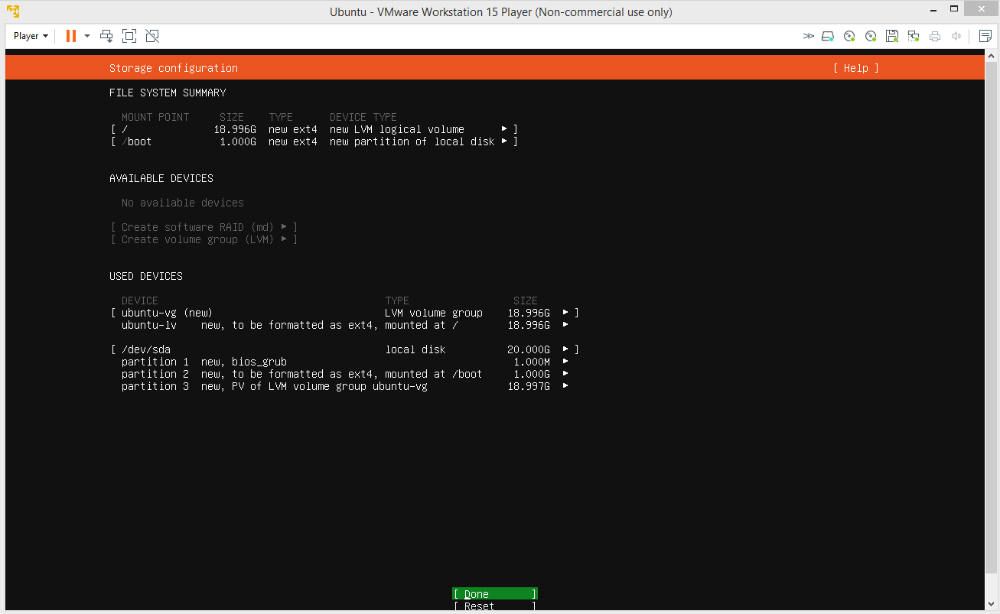 Ubuntu - VMware Workstation 15 Player (Non-commercial use only)
Player
Storage configuration [ Help ]
FILE SYSTEM SUMMARY
MOUNT POINT SIZE TYPE DEVICE TYPE
[ / 18.996G new ext4 new LVM logical volume ▸ ]
[ /boot 1.000G new ext4 new partition of local disk ▸ ]
AVAILABLE DEVICES
No available devices
[ Create software RAID (md) ▸ ]
[ Create volume group (LVM) ▸ ]
USED DEVICES
DEVICE TYPE SIZE
[ ubuntu-vg (new) LVM volume group 18.996G ▸ ]
ubuntu-lv new, to be formatted as ext4, mounted at / 18.996G ▸
[ /dev/sda local disk 20.000G ▸ ]
partition 1 new, bios_grub 1.000M ▸
partition 2 new, to be formatted as ext4, mounted at /boot 1.000G ▸
partition 3 new, PV of LVM volume group ubuntu-vg 18.997G ▸
[ Done ]
[ Reset ]